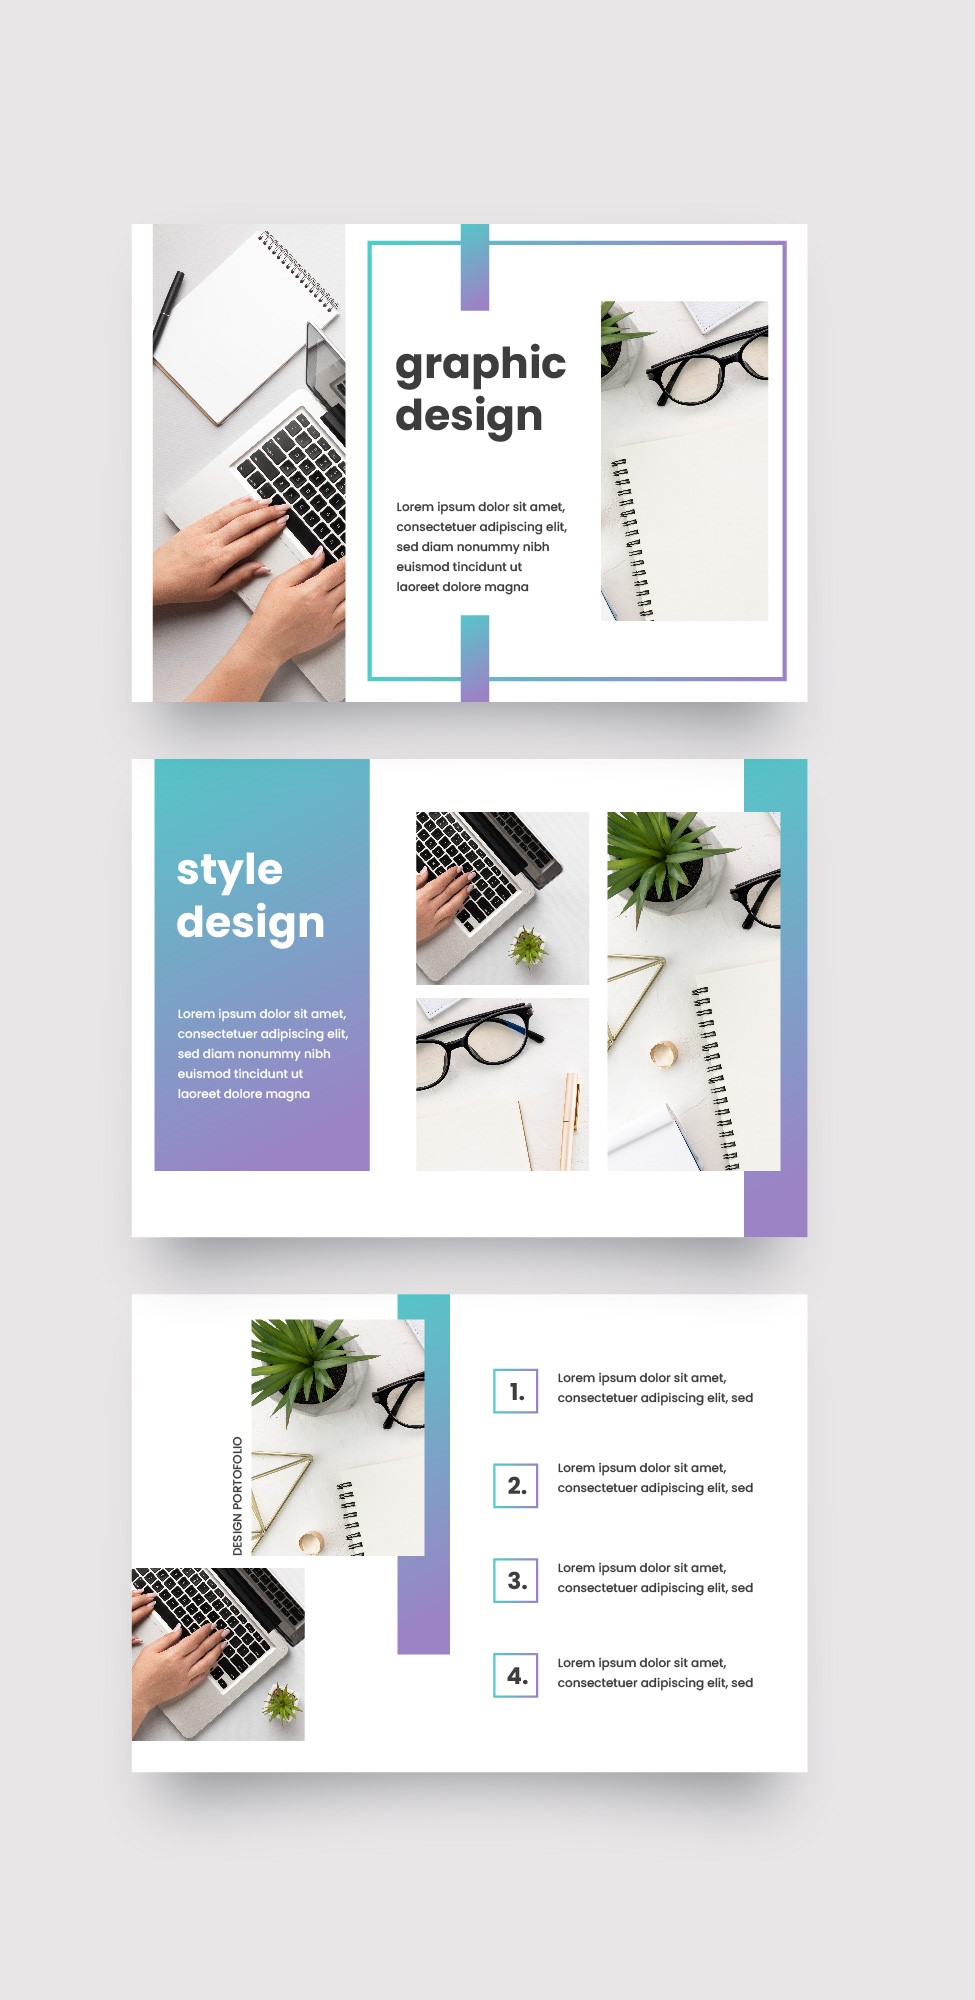 graphic
design
Lorem ipsum dolor sit amet,
consectetuer adipiscing elit,
sed diam nonummy nibh
euismod tincidunt ut
laoreet dolore magna
style
design
Lorem ipsum dolor sit amet,
consectetuer adipiscing elit,
sed diam nonummy nibh
euismod tincidunt ut
laoreet dolore magna
DESIGN PORTOFOLIO
1.
Lorem ipsum dolor sit amet,
consectetuer adipiscing elit, sed
2.
Lorem ipsum dolor sit amet,
consectetuer adipiscing elit, sed
3.
Lorem ipsum dolor sit amet,
consectetuer adipiscing elit, sed
4.
Lorem ipsum dolor sit amet,
consectetuer adipiscing elit, sed